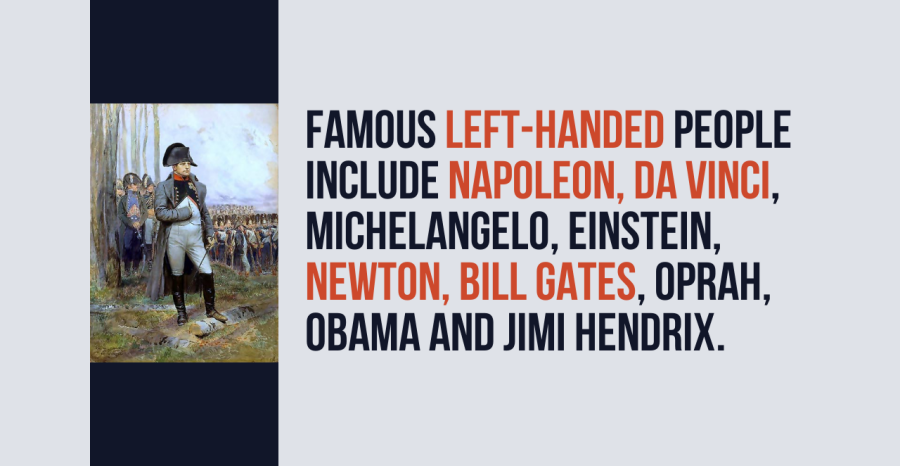 FAMOUS LEFT-HANDED PEOPLE
INCLUDE NAPOLEON, DA VINCI,
MICHELANGELO, EINSTEIN,
NEWTON, BILL GATES, OPRAH,
OBAMA AND JIMI HENDRIX.